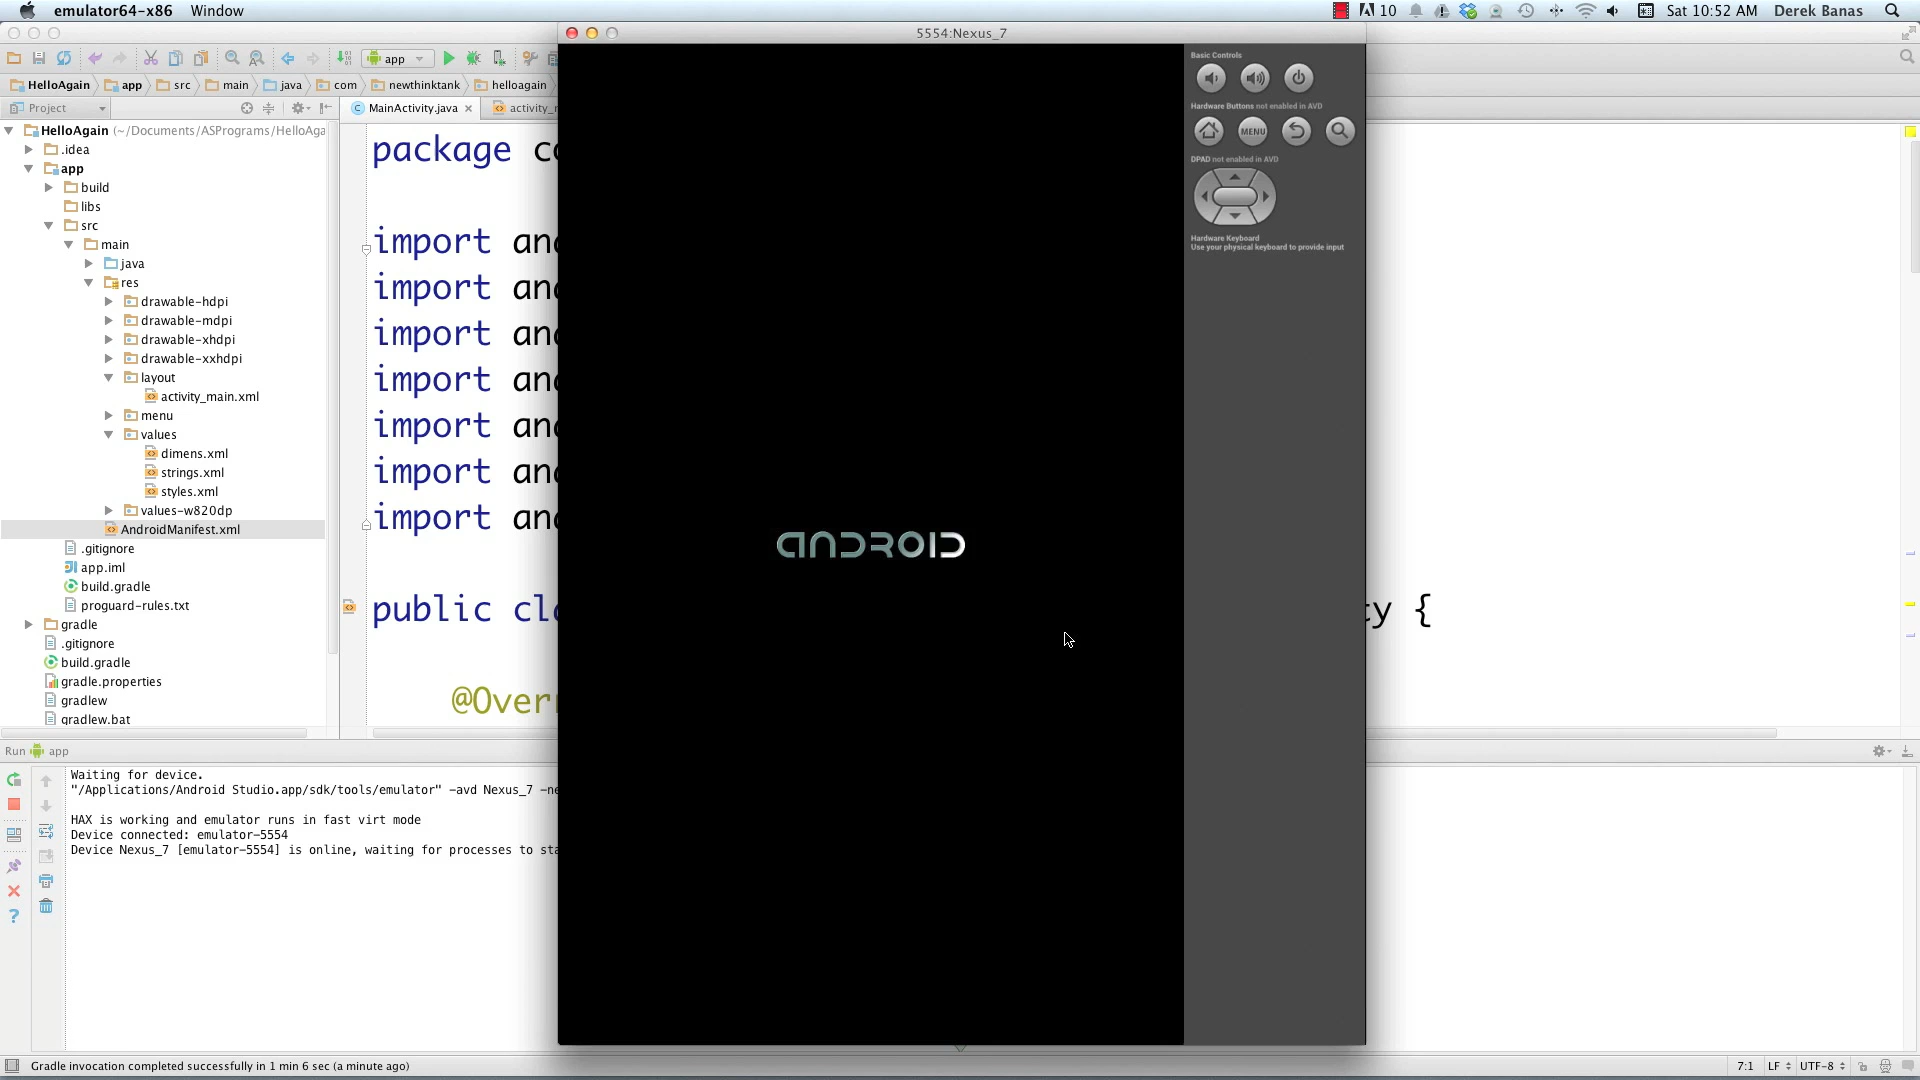 emulator64-x86 Window
10 Sat 10:52 AM Derek Banas
5554:Nexus_7
app
HelloAgain app src main java com newthinktank helloagain
Project
MainActivity.java
HelloAgain (~/Documents/ASPrograms/HelloAga
.idea
app
build
libs
src
main
java
res
drawable-hdpi
drawable-mdpi
drawable-xhdpi
drawable-xxhdpi
layout
activity_main.xml
menu
values
dimens.xml
strings.xml
styles.xml
values-w820dp
AndroidManifest.xml
.gitignore
app.iml
build.gradle
proguard-rules.txt
gradle
.gitignore
build.gradle
gradle.properties
gradlew
gradlew.bat
package
import
import
import
import
import
import
import
public {
ANDROID
Basic Controls
Hardware Buttons not enabled in AVD
MENU
DPAD not enabled in AVD
Hardware Keyboard
Use your physical keyboard to provide input
Run app
Waiting for device.
"/Applications/Android Studio.app/sdk/tools/emulator" -avd Nexus_7
HAX is working and emulator runs in fast virt mode
Device connected: emulator-5554
Device Nexus_7 [emulator-5554] is online, waiting for processes to
Gradle invocation completed successfully in 1 min 6 sec (a minute ago)
7:1 LF UTF-8